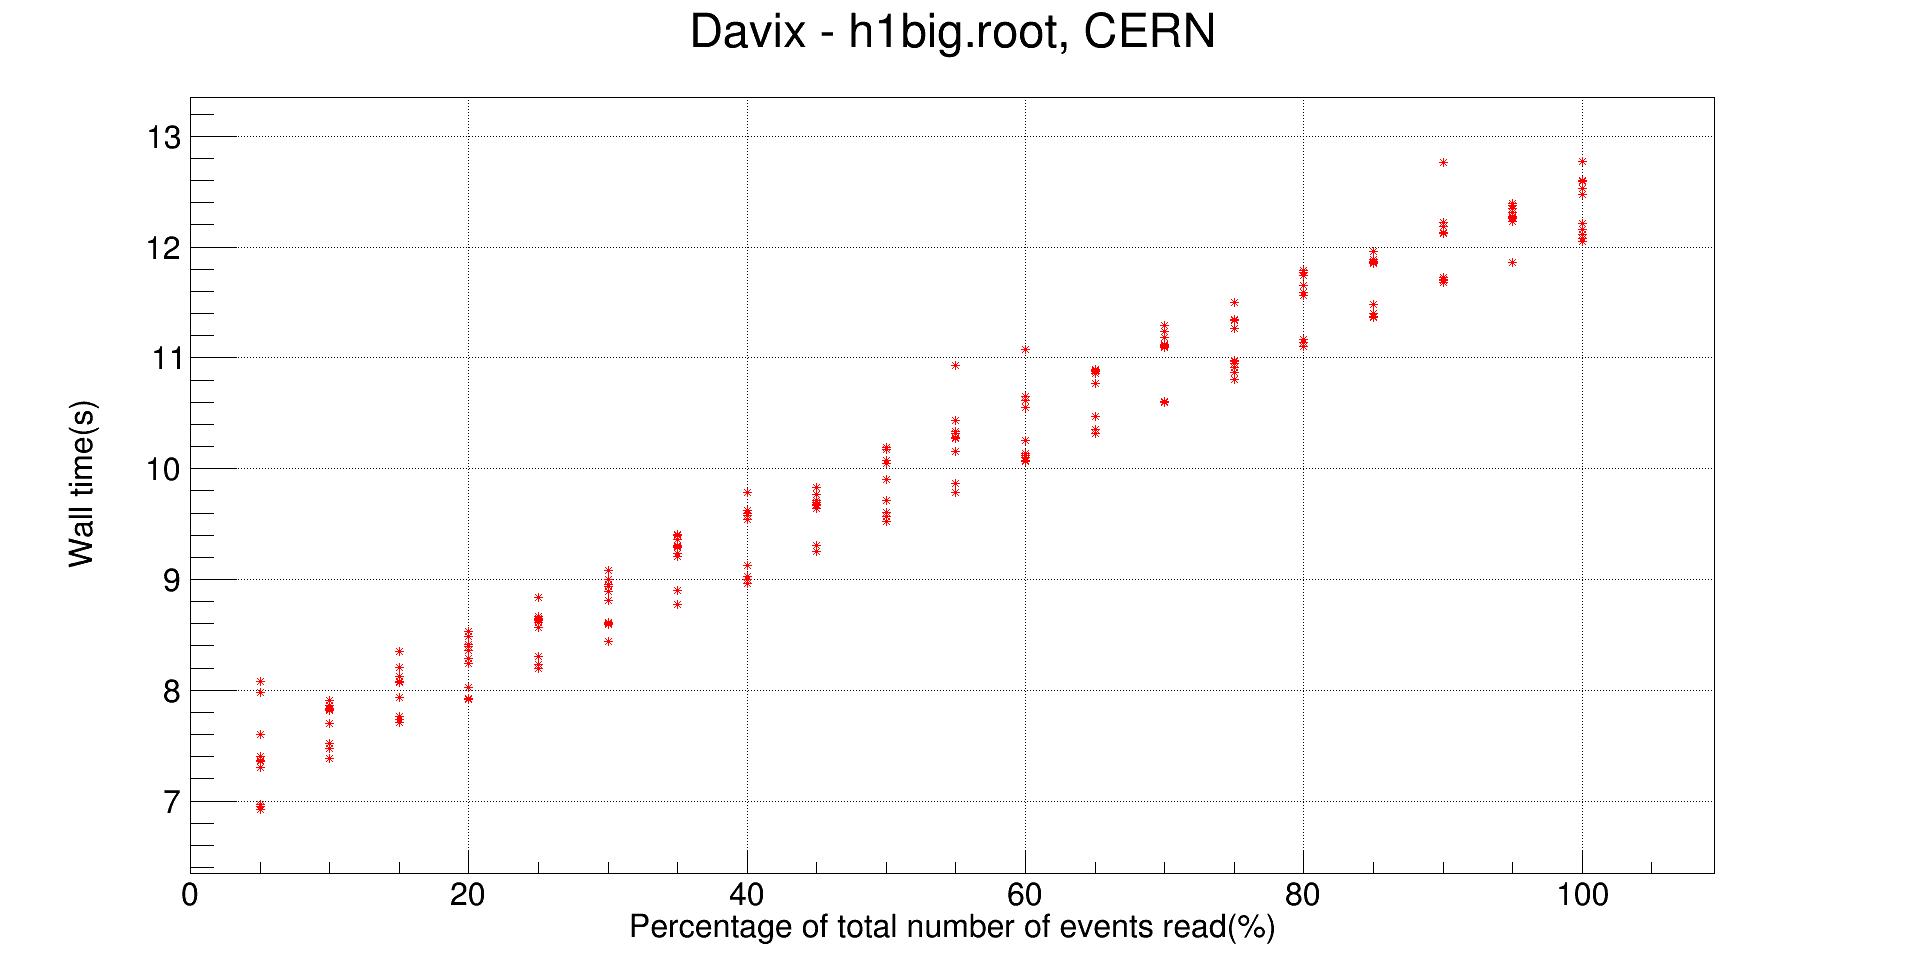 Davix - h1big.root, CERN
13
12
11
10
9
8
7
Wall time(s)
0 20 40 60 80 100
Percentage of total number of events read(%)